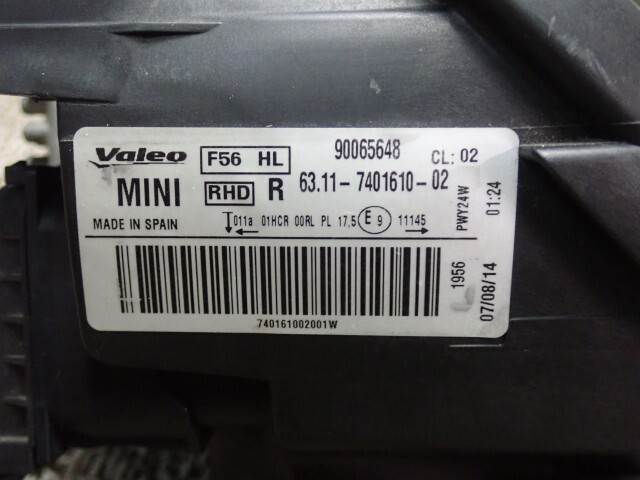 Valeo F56 HL 90065648 CL: 02
MINI RHD R 63.11-7401610-02
MADE IN SPAIN 011a 01HCR 00RL PL 17,5 E 9 11145
740161002001W
PWY24W 01:24
1956 07/08/14